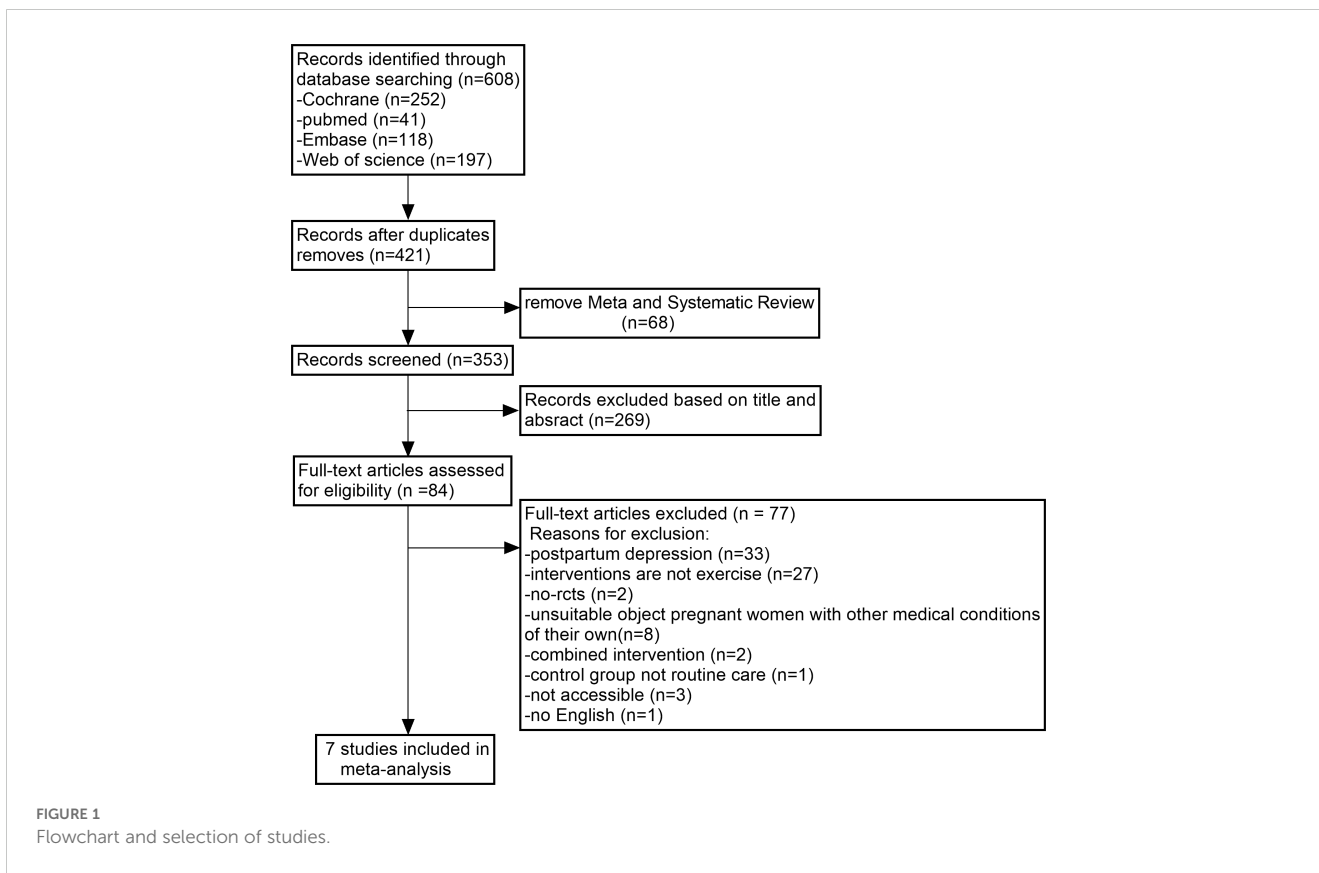 Records identified through
database searching (n=608)
-Cochrane (n=252)
-pubmed (n=41)
-Embase (n=118)
-Web of science (n=197)
Records after duplicates
removes (n=421)
remove Meta and Systematic Review
(n=68)
Records screened (n=353)
Records excluded based on title and
absract (n=269)
Full-text articles assessed
for eligibility (n =84)
Full-text articles excluded (n = 77)
Reasons for exclusion:
-postpartum depression (n=33)
-interventions are not exercise (n=27)
-no-rcts (n=2)
-unsuitable object pregnant women with other medical conditions
of their own(n=8)
-combined intervention (n=2)
-control group not routine care (n=1)
-not accessible (n=3)
-no English (n=1)
7 studies included in
meta-analysis
FIGURE 1
Flowchart and selection of studies.